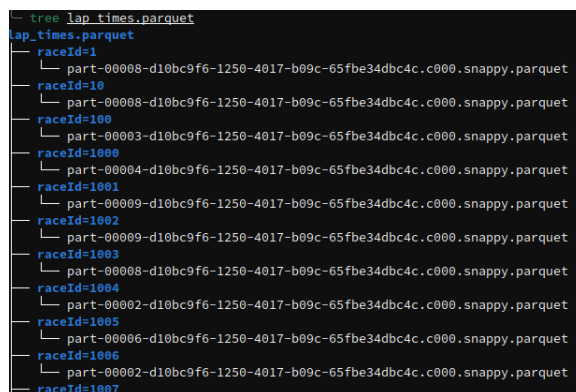 └─ tree lap_times.parquet
lap_times.parquet
├── raceId=1
│   └── part-00008-d10bc9f6-1250-4017-b09c-65fbe34dbc4c.c000.snappy.parquet
├── raceId=10
│   └── part-00008-d10bc9f6-1250-4017-b09c-65fbe34dbc4c.c000.snappy.parquet
├── raceId=100
│   └── part-00003-d10bc9f6-1250-4017-b09c-65fbe34dbc4c.c000.snappy.parquet
├── raceId=1000
│   └── part-00004-d10bc9f6-1250-4017-b09c-65fbe34dbc4c.c000.snappy.parquet
├── raceId=1001
│   └── part-00009-d10bc9f6-1250-4017-b09c-65fbe34dbc4c.c000.snappy.parquet
├── raceId=1002
│   └── part-00009-d10bc9f6-1250-4017-b09c-65fbe34dbc4c.c000.snappy.parquet
├── raceId=1003
│   └── part-00008-d10bc9f6-1250-4017-b09c-65fbe34dbc4c.c000.snappy.parquet
├── raceId=1004
│   └── part-00002-d10bc9f6-1250-4017-b09c-65fbe34dbc4c.c000.snappy.parquet
├── raceId=1005
│   └── part-00006-d10bc9f6-1250-4017-b09c-65fbe34dbc4c.c000.snappy.parquet
├── raceId=1006
│   └── part-00002-d10bc9f6-1250-4017-b09c-65fbe34dbc4c.c000.snappy.parquet
├── raceId=1007